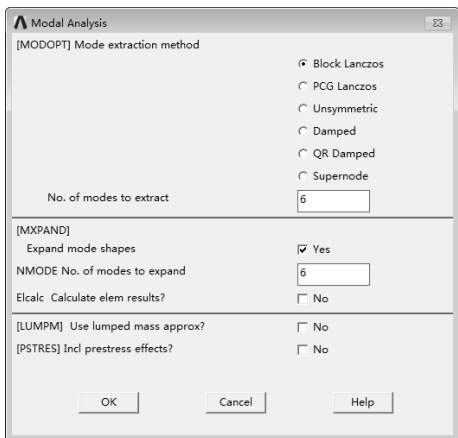 Modal Analysis
[MODOPT] Mode extraction method
Block Lanczos
PCG Lanczos
Unsymmetric
Damped
QR Damped
Supernode
No. of modes to extract 6
[MXPAND]
Expand mode shapes Yes
NMODE No. of modes to expand 6
Elcalc Calculate elem results? No
[LUMPM] Use lumped mass approx? No
[PSTRES] Incl prestress effects? No
OK Cancel Help